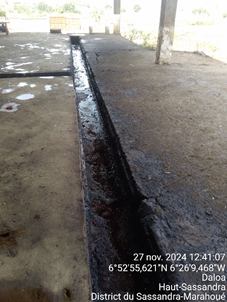 27 nov. 2024 12:41:07
6°52'55,621"N 6°26'9,468"W
Daloa
Haut-Sassandra
District du Sassandra-Marahoué